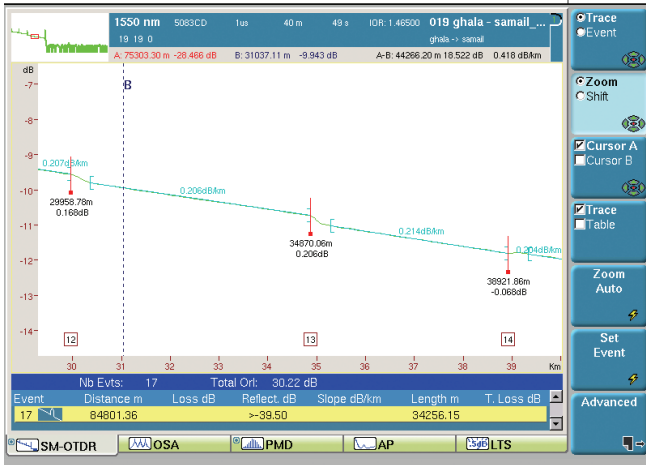 1550 nm 5083CD 1us 40 m 49 s IOR: 1.46500 019 ghala - samail_...
19 19 0 ghala -> samail
A: 75303.30 m -28.466 dB B: 31037.11 m -9.943 dB A-B: 44266.20 m 18.522 dB 0.418 dB/km
dB
-7
B
-8
-9
0.207dB/km
-10
0.206dB/km
29958.78m
0.168dB
-11
0.214dB/km
34870.06m
0.206dB
0.204dB/km
-12
38921.86m
-0.068dB
-13
-14
12 13 14
30 31 32 33 34 35 36 37 38 39 Km
Nb Evts: 17 Total Orl: 30.22 dB
Event Distance m Loss dB Reflect. dB Slope dB/km Length m T. Loss dB
17 84801.36 >-39.50 34256.15
SM-OTDR OSA PMD AP LTS
Trace
Event
Zoom
Shift
Cursor A
Cursor B
Trace
Table
Zoom
Auto
Set
Event
Advanced